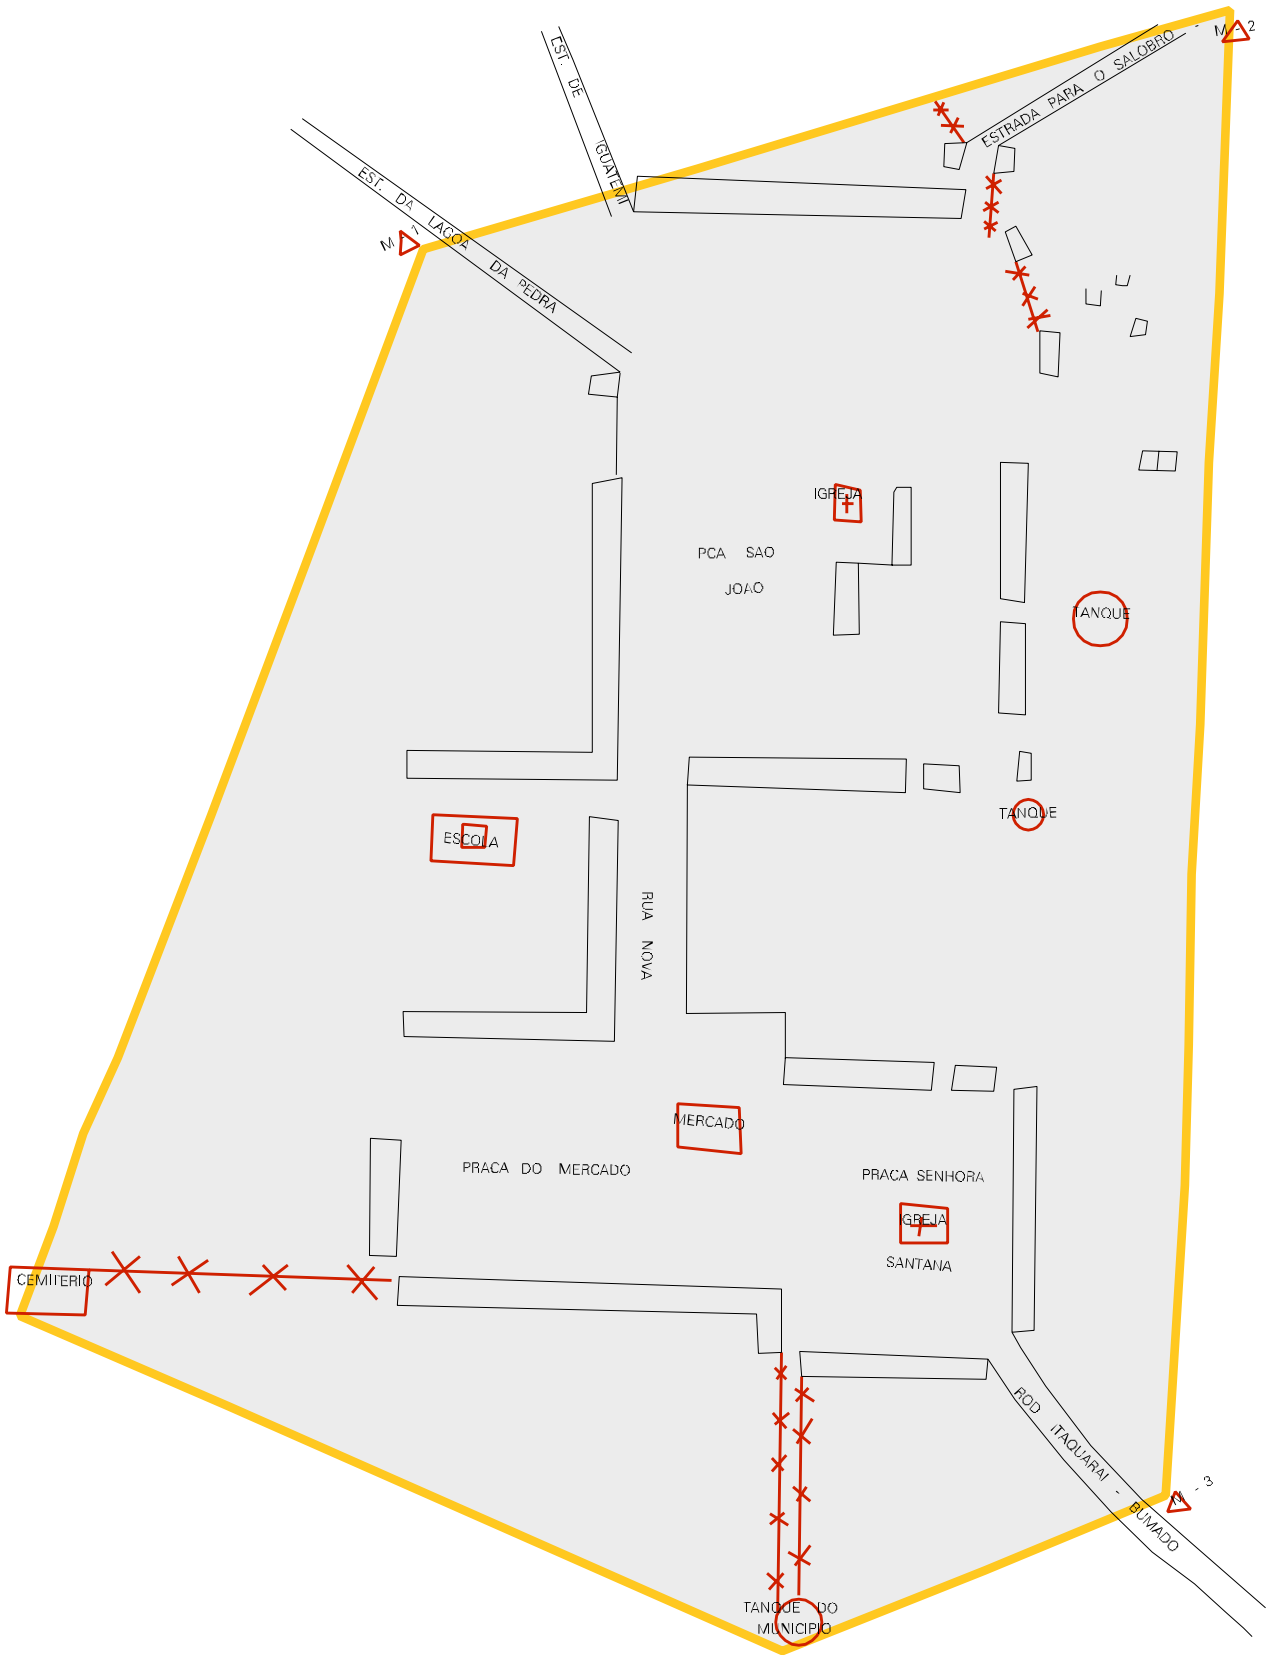 M - 2
EST. DE IGUATEMI
ESTRADA PARA O SALOBRO -
EST. DA LAGOA DA PEDRA
M - 1
IGREJA
PCA SAO
JOAO
TANQUE
TANQUE
ESCOLA
RUA NOVA
MERCADO
PRACA DO MERCADO
PRACA SENHORA
IGREJA
SANTANA
CEMITERIO
ROD ITAQUARAI - BUMADO
M - 3
TANQUE DO
MUNICIPIO